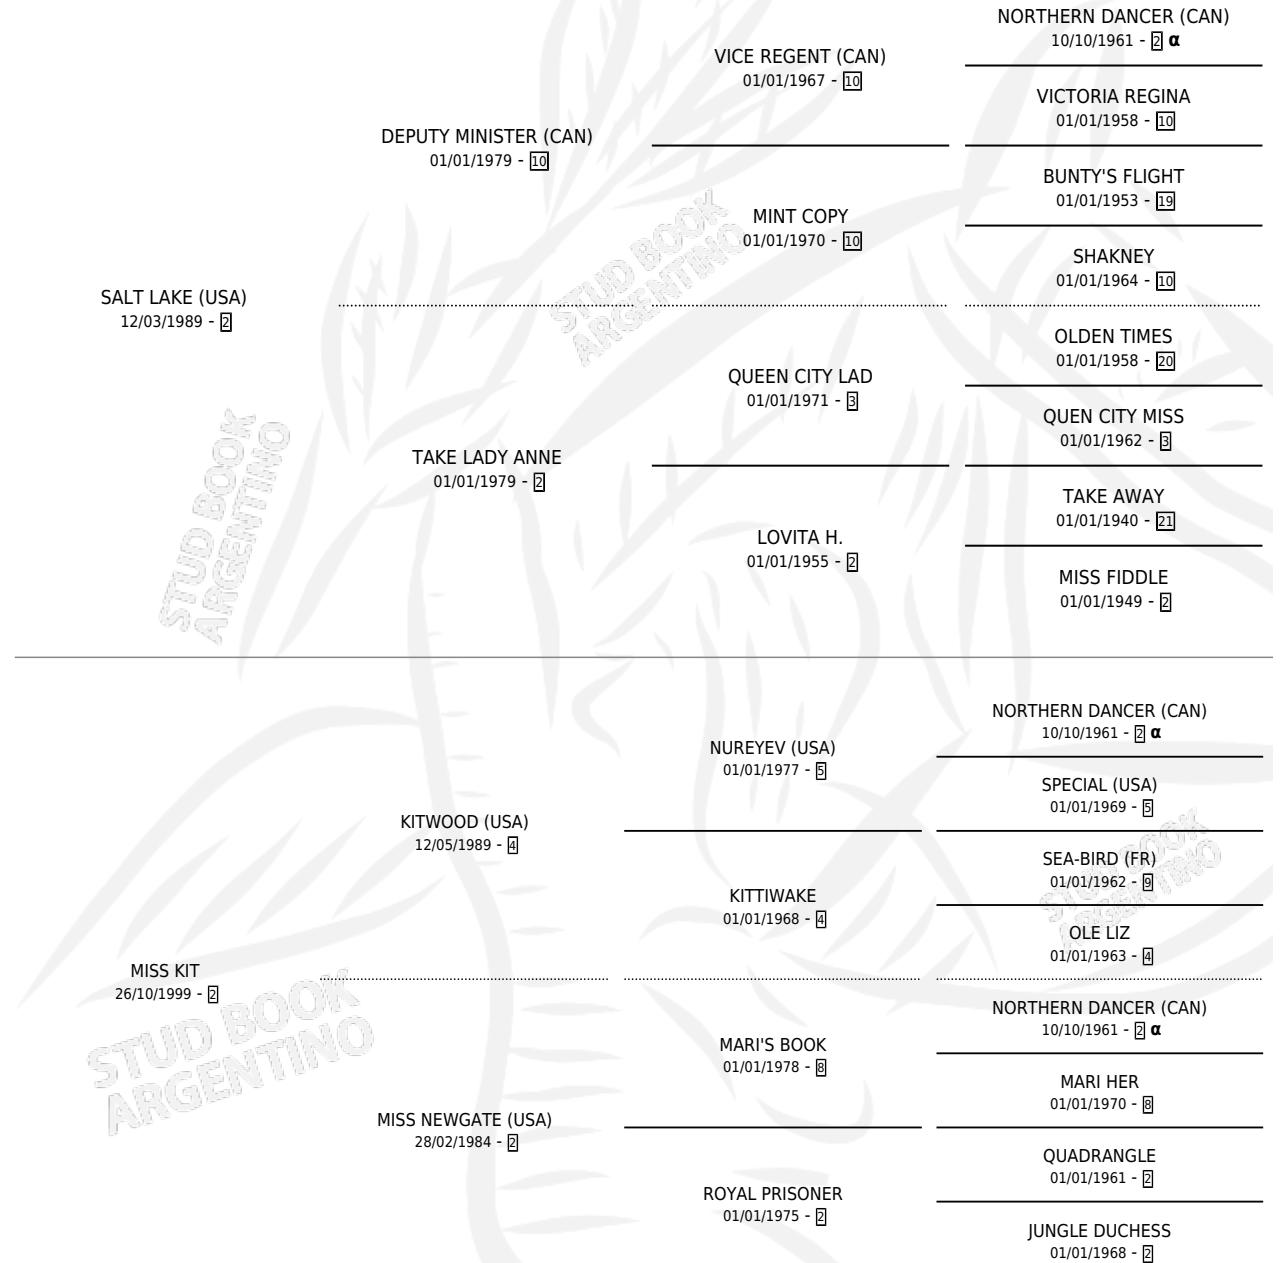 NORTHERN DANCER (CAN)
10/10/1961 - 2 α
VICE REGENT (CAN)
01/01/1967 - 10
VICTORIA REGINA
01/01/1958 - 10
DEPUTY MINISTER (CAN)
01/01/1979 - 10
BUNTY'S FLIGHT
01/01/1953 - 19
MINT COPY
01/01/1970 - 10
SHAKNEY
01/01/1964 - 10
SALT LAKE (USA)
12/03/1989 - 2
OLDEN TIMES
01/01/1958 - 20
QUEEN CITY LAD
01/01/1971 - 3
QUEN CITY MISS
01/01/1962 - 3
TAKE LADY ANNE
01/01/1979 - 2
TAKE AWAY
01/01/1940 - 21
LOVITA H.
01/01/1955 - 2
MISS FIDDLE
01/01/1949 - 2
NORTHERN DANCER (CAN)
10/10/1961 - 2 α
NUREYEV (USA)
01/01/1977 - 5
SPECIAL (USA)
01/01/1969 - 5
KITWOOD (USA)
12/05/1989 - 4
SEA-BIRD (FR)
01/01/1962 - 9
KITTIWAKE
01/01/1968 - 4
OLE LIZ
01/01/1963 - 4
MISS KIT
26/10/1999 - 2
NORTHERN DANCER (CAN)
10/10/1961 - 2 α
MARI'S BOOK
01/01/1978 - 8
MARI HER
01/01/1970 - 8
MISS NEWGATE (USA)
28/02/1984 - 2
QUADRANGLE
01/01/1961 - 2
ROYAL PRISONER
01/01/1975 - 2
JUNGLE DUCHESS
01/01/1968 - 2
STUD BOOK
ARGENTINO
STUD BOOK
ARGENTINO
STUD BOOK
ARGENTINO
STUD BOOK
ARGENTINO